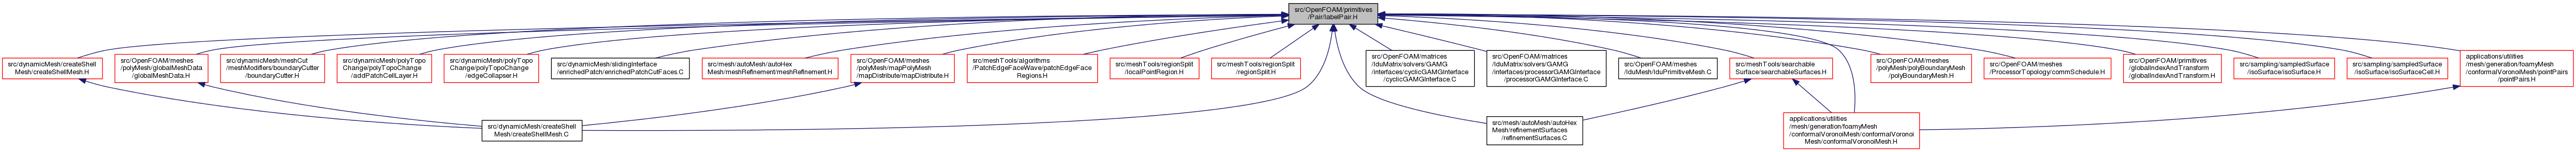 src/OpenFOAM/primitives
/Pair/labelPair.H
src/dynamicMesh/createShell
Mesh/createShellMesh.H
src/OpenFOAM/meshes
/polyMesh/globalMeshData
/globalMeshData.H
src/dynamicMesh/meshCut
/meshModifiers/boundaryCutter
/boundaryCutter.H
src/dynamicMesh/polyTopo
Change/polyTopoChange
/addPatchCellLayer.H
src/dynamicMesh/polyTopo
Change/polyTopoChange
/edgeCollapser.H
src/dynamicMesh/slidingInterface
/enrichedPatch/enrichedPatchCutFaces.C
src/mesh/autoMesh/autoHex
Mesh/meshRefinement/meshRefinement.H
src/OpenFOAM/meshes
/polyMesh/mapPolyMesh
/mapDistribute/mapDistribute.H
src/meshTools/algorithms
/PatchEdgeFaceWave/patchEdgeFace
Regions.H
src/meshTools/regionSplit
/localPointRegion.H
src/meshTools/regionSplit
/regionSplit.H
src/OpenFOAM/matrices
/lduMatrix/solvers/GAMG
/interfaces/cyclicGAMGInterface
/cyclicGAMGInterface.C
src/OpenFOAM/matrices
/lduMatrix/solvers/GAMG
/interfaces/processorGAMGInterface
/processorGAMGInterface.C
src/OpenFOAM/meshes
/lduMesh/lduPrimitiveMesh.C
src/meshTools/searchable
Surface/searchableSurfaces.H
src/OpenFOAM/meshes
/polyMesh/polyBoundaryMesh
/polyBoundaryMesh.H
src/OpenFOAM/meshes
/ProcessorTopology/commSchedule.H
src/OpenFOAM/primitives
/globalIndexAndTransform
/globalIndexAndTransform.H
src/sampling/sampledSurface
/isoSurface/isoSurface.H
src/sampling/sampledSurface
/isoSurface/isoSurfaceCell.H
applications/utilities
/mesh/generation/foamyMesh
/conformalVoronoiMesh/pointPairs
/pointPairs.H
src/dynamicMesh/createShell
Mesh/createShellMesh.C
src/mesh/autoMesh/autoHex
Mesh/refinementSurfaces
/refinementSurfaces.C
applications/utilities
/mesh/generation/foamyMesh
/conformalVoronoiMesh/conformalVoronoi
Mesh/conformalVoronoiMesh.H